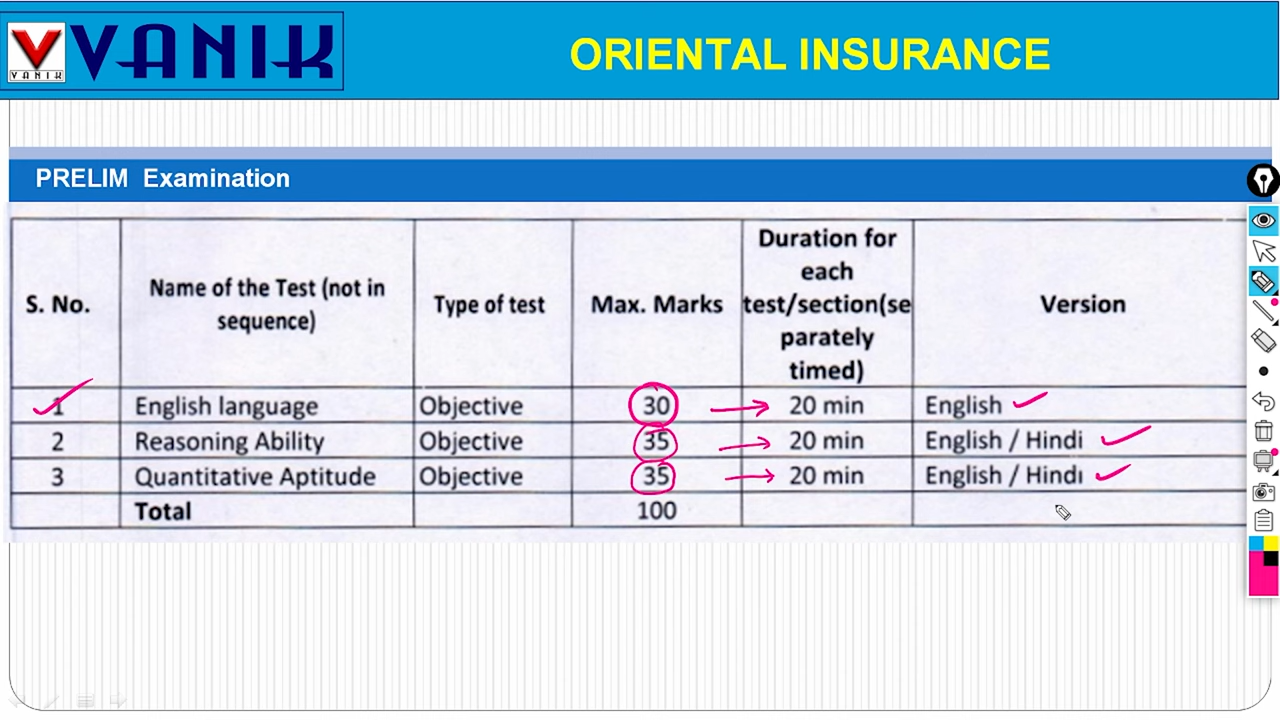 VANIK
VANIK
ORIENTAL INSURANCE
PRELIM Examination
S. No.
Name of the Test (not in
sequence)
Type of test
Max. Marks
Duration for
each
test/section(se
parately
timed)
Version
1 English language Objective 30 20 min English
2 Reasoning Ability Objective 35 20 min English / Hindi
3 Quantitative Aptitude Objective 35 20 min English / Hindi
Total 100